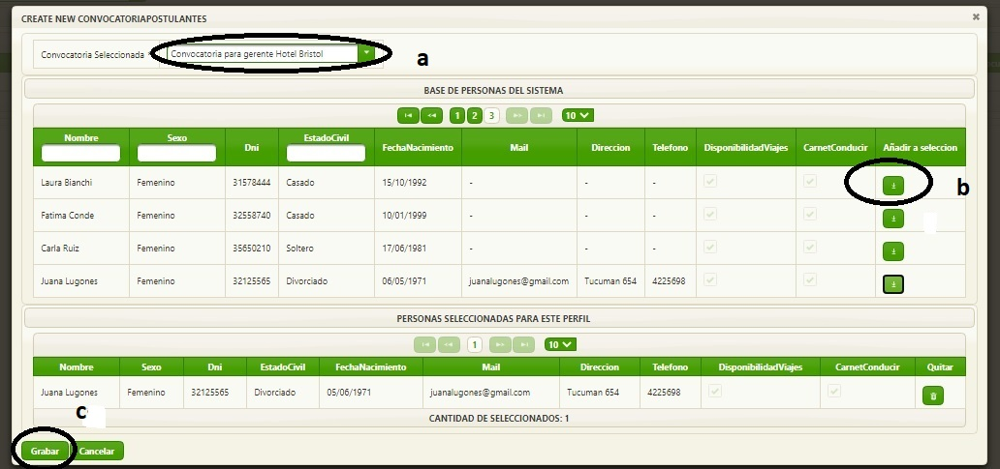 CREATE NEW CONVOCATORIAPOSTULANTES
Convocatoria Seleccionada * Convocatoria para gerente Hotel Bristol a
BASE DE PERSONAS DEL SISTEMA
1 2 3 10
Nombre Sexo Dni EstadoCivil FechaNacimiento Mail Direccion Telefono DisponibilidadViajes CarnetConducir Añadir a seleccion
Laura Bianchi Femenino 31578444 Casado 15/10/1992 - - -
b
Fatima Conde Femenino 32558740 Casado 10/01/1999 - - -
Carla Ruiz Femenino 35650210 Soltero 17/06/1981 - - -
Juana Lugones Femenino 32125565 Divorciado 06/05/1971 juanalugones@gmail.com Tucuman 654 4225698
PERSONAS SELECCIONADAS PARA ESTE PERFIL
1 10
Nombre Sexo Dni EstadoCivil FechaNacimiento Mail Direccion Telefono DisponibilidadViajes CarnetConducir Quitar
Juana Lugones Femenino 32125565 Divorciado 05/06/1971 juanalugones@gmail.com Tucuman 654 4225698
c
CANTIDAD DE SELECCIONADOS: 1
Grabar Cancelar